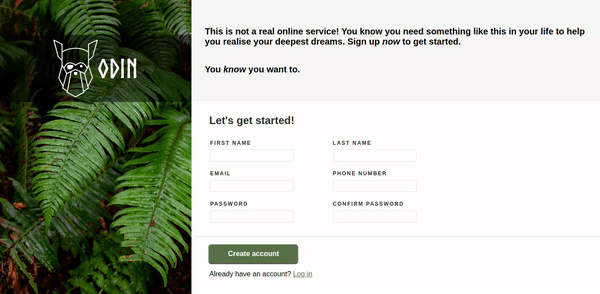 ODIN
This is not a real online service! You know you need something like this in your life to help
you realise your deepest dreams. Sign up now to get started.
You know you want to.
Let's get started!
FIRST NAME
LAST NAME
EMAIL
PHONE NUMBER
PASSWORD
CONFIRM PASSWORD
Create account
Already have an account? Log in